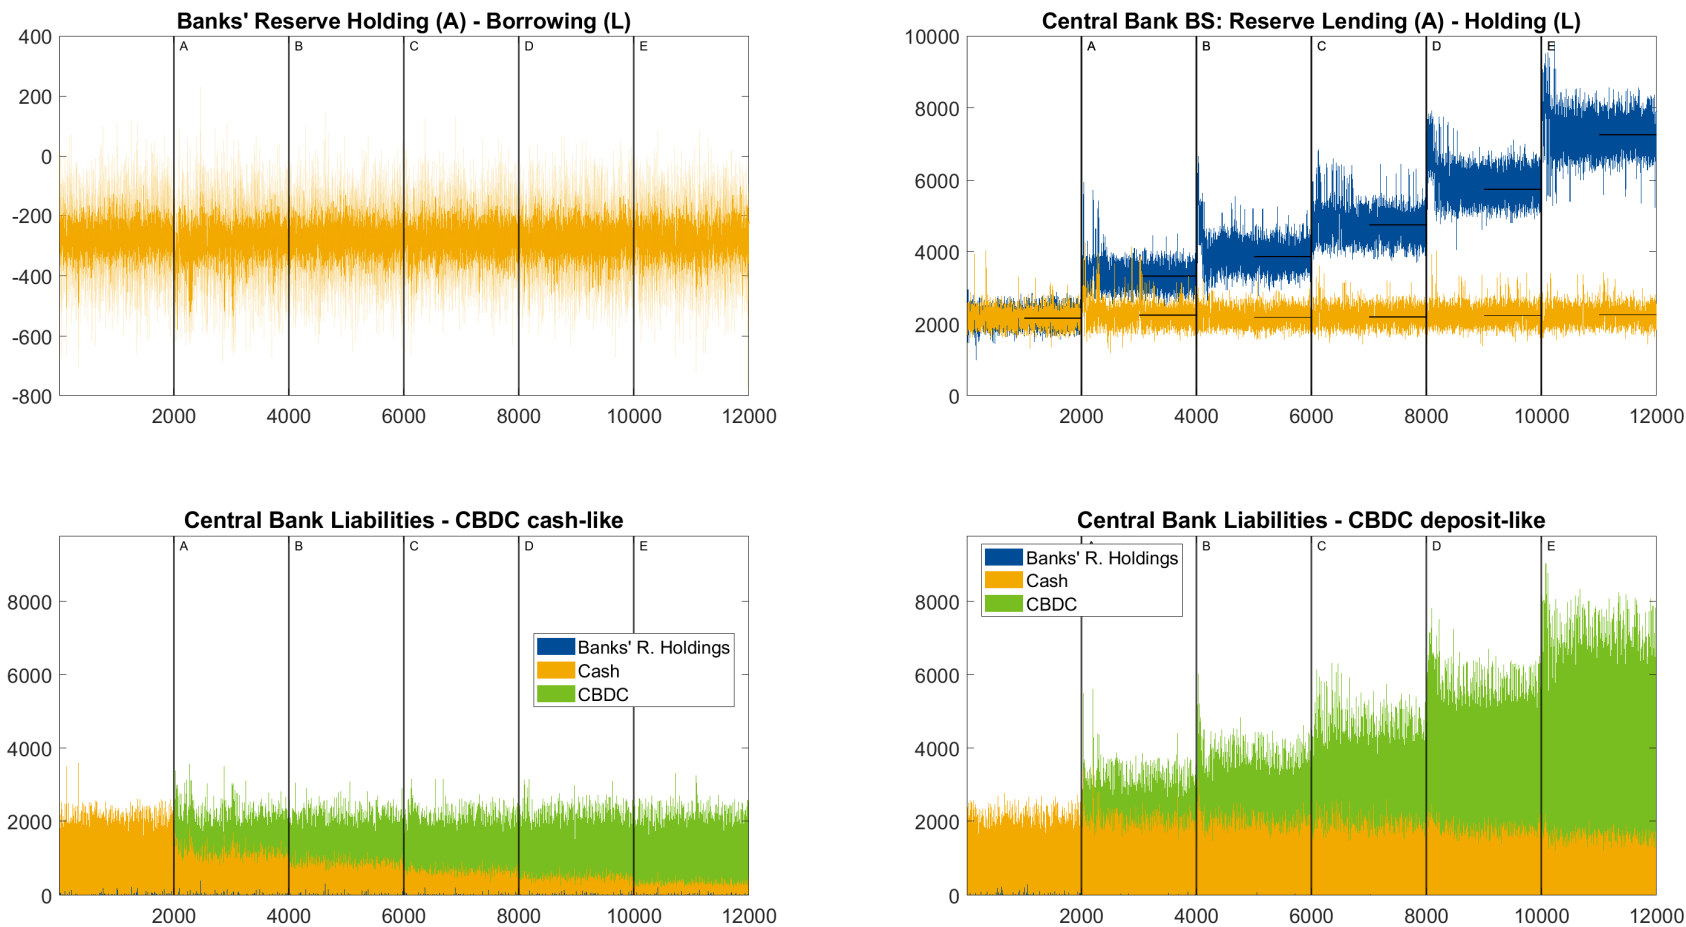 Banks' Reserve Holding (A) - Borrowing (L)
400
200
0
-200
-400
-600
-800
A
B
C
D
E
2000
4000
6000
8000
10000
12000
Central Bank BS: Reserve Lending (A) - Holding (L)
10000
8000
6000
4000
2000
0
A
B
C
D
E
2000
4000
6000
8000
10000
12000
Central Bank Liabilities - CBDC cash-like
8000
6000
4000
2000
0
A
B
C
D
E
Banks' R. Holdings
Cash
CBDC
2000
4000
6000
8000
10000
12000
Central Bank Liabilities - CBDC deposit-like
8000
6000
4000
2000
0
B
C
D
E
Banks' R. Holdings
Cash
CBDC
2000
4000
6000
8000
10000
12000